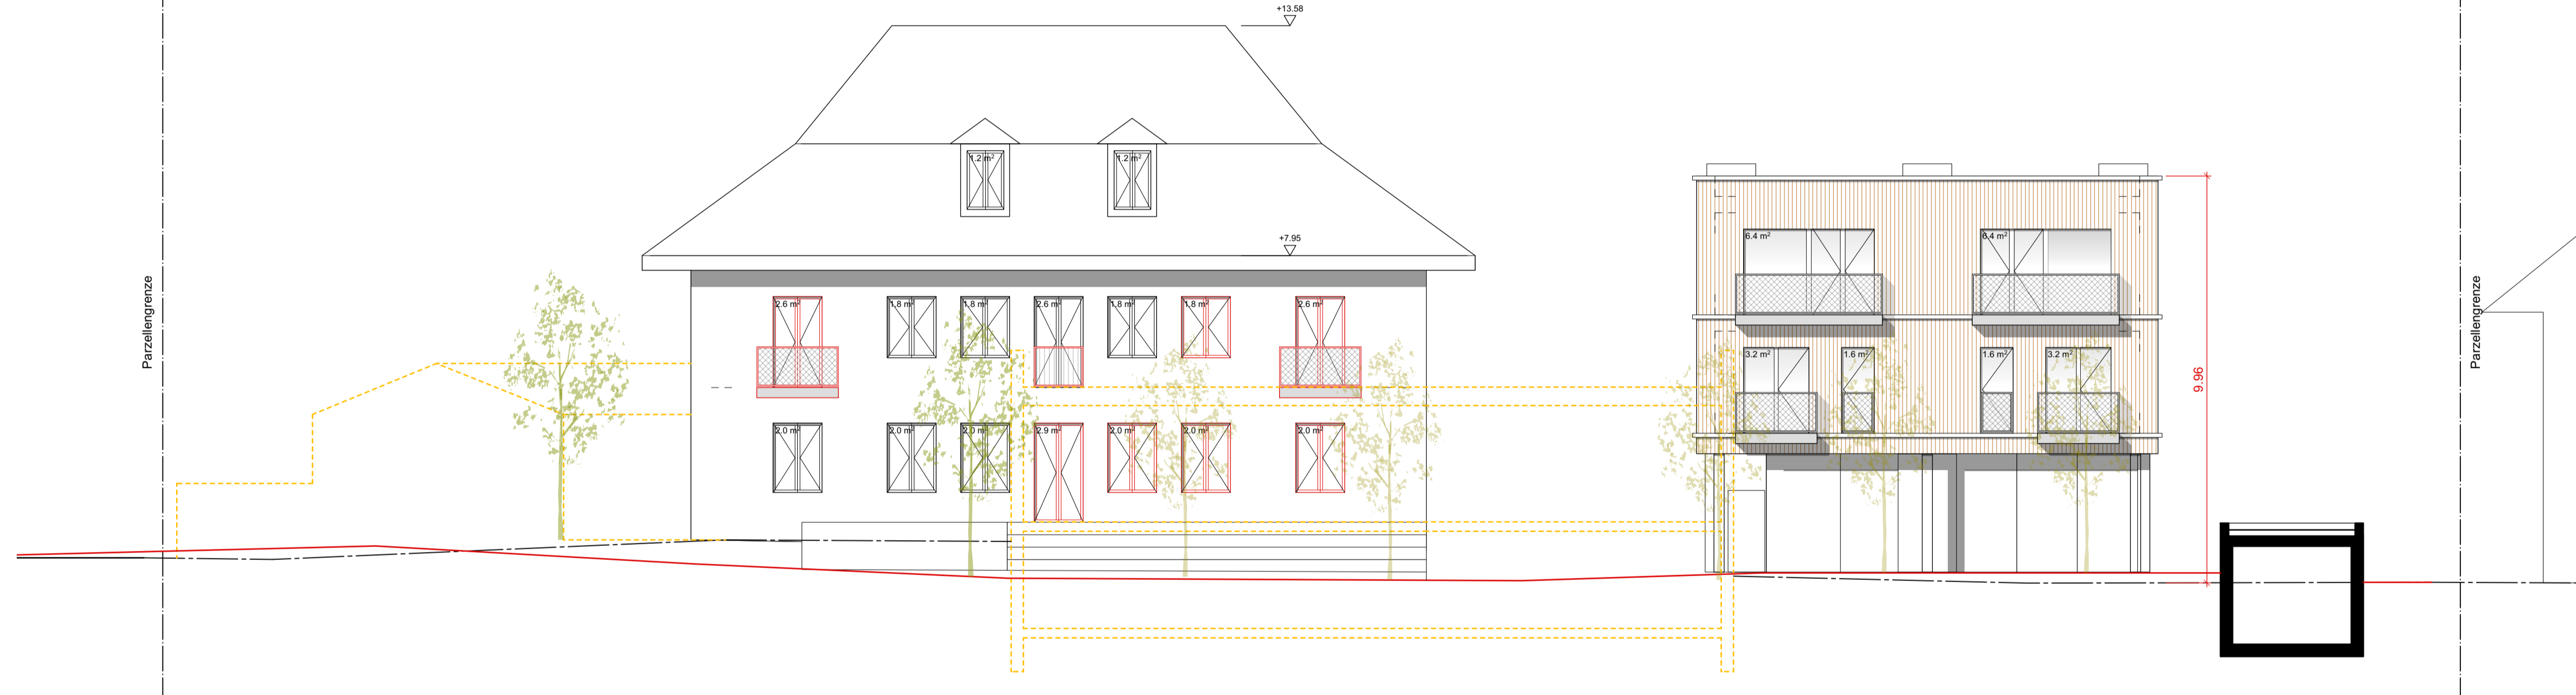 +13.58
1.2 m²
1.2 m²
+7.95
6.4 m²
6.4 m²
Parzellengrenze
Parzellengrenze
2.6 m²
1.8 m²
1.8 m²
2.6 m²
1.8 m²
1.8 m²
2.6 m²
3.2 m²
1.6 m²
1.6 m²
3.2 m²
9.96
2.0 m²
2.0 m²
2.0 m²
2.9 m²
2.0 m²
2.0 m²
2.0 m²